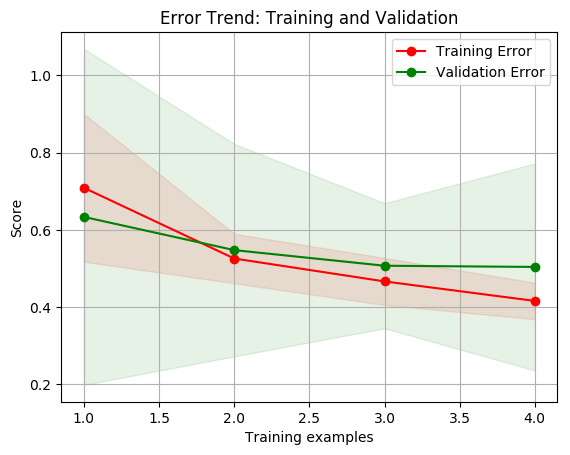 Error Trend: Training and Validation
Training Error
Validation Error
1.0
0.8
0.6
0.4
0.2
Score
1.0 1.5 2.0 2.5 3.0 3.5 4.0
Training examples